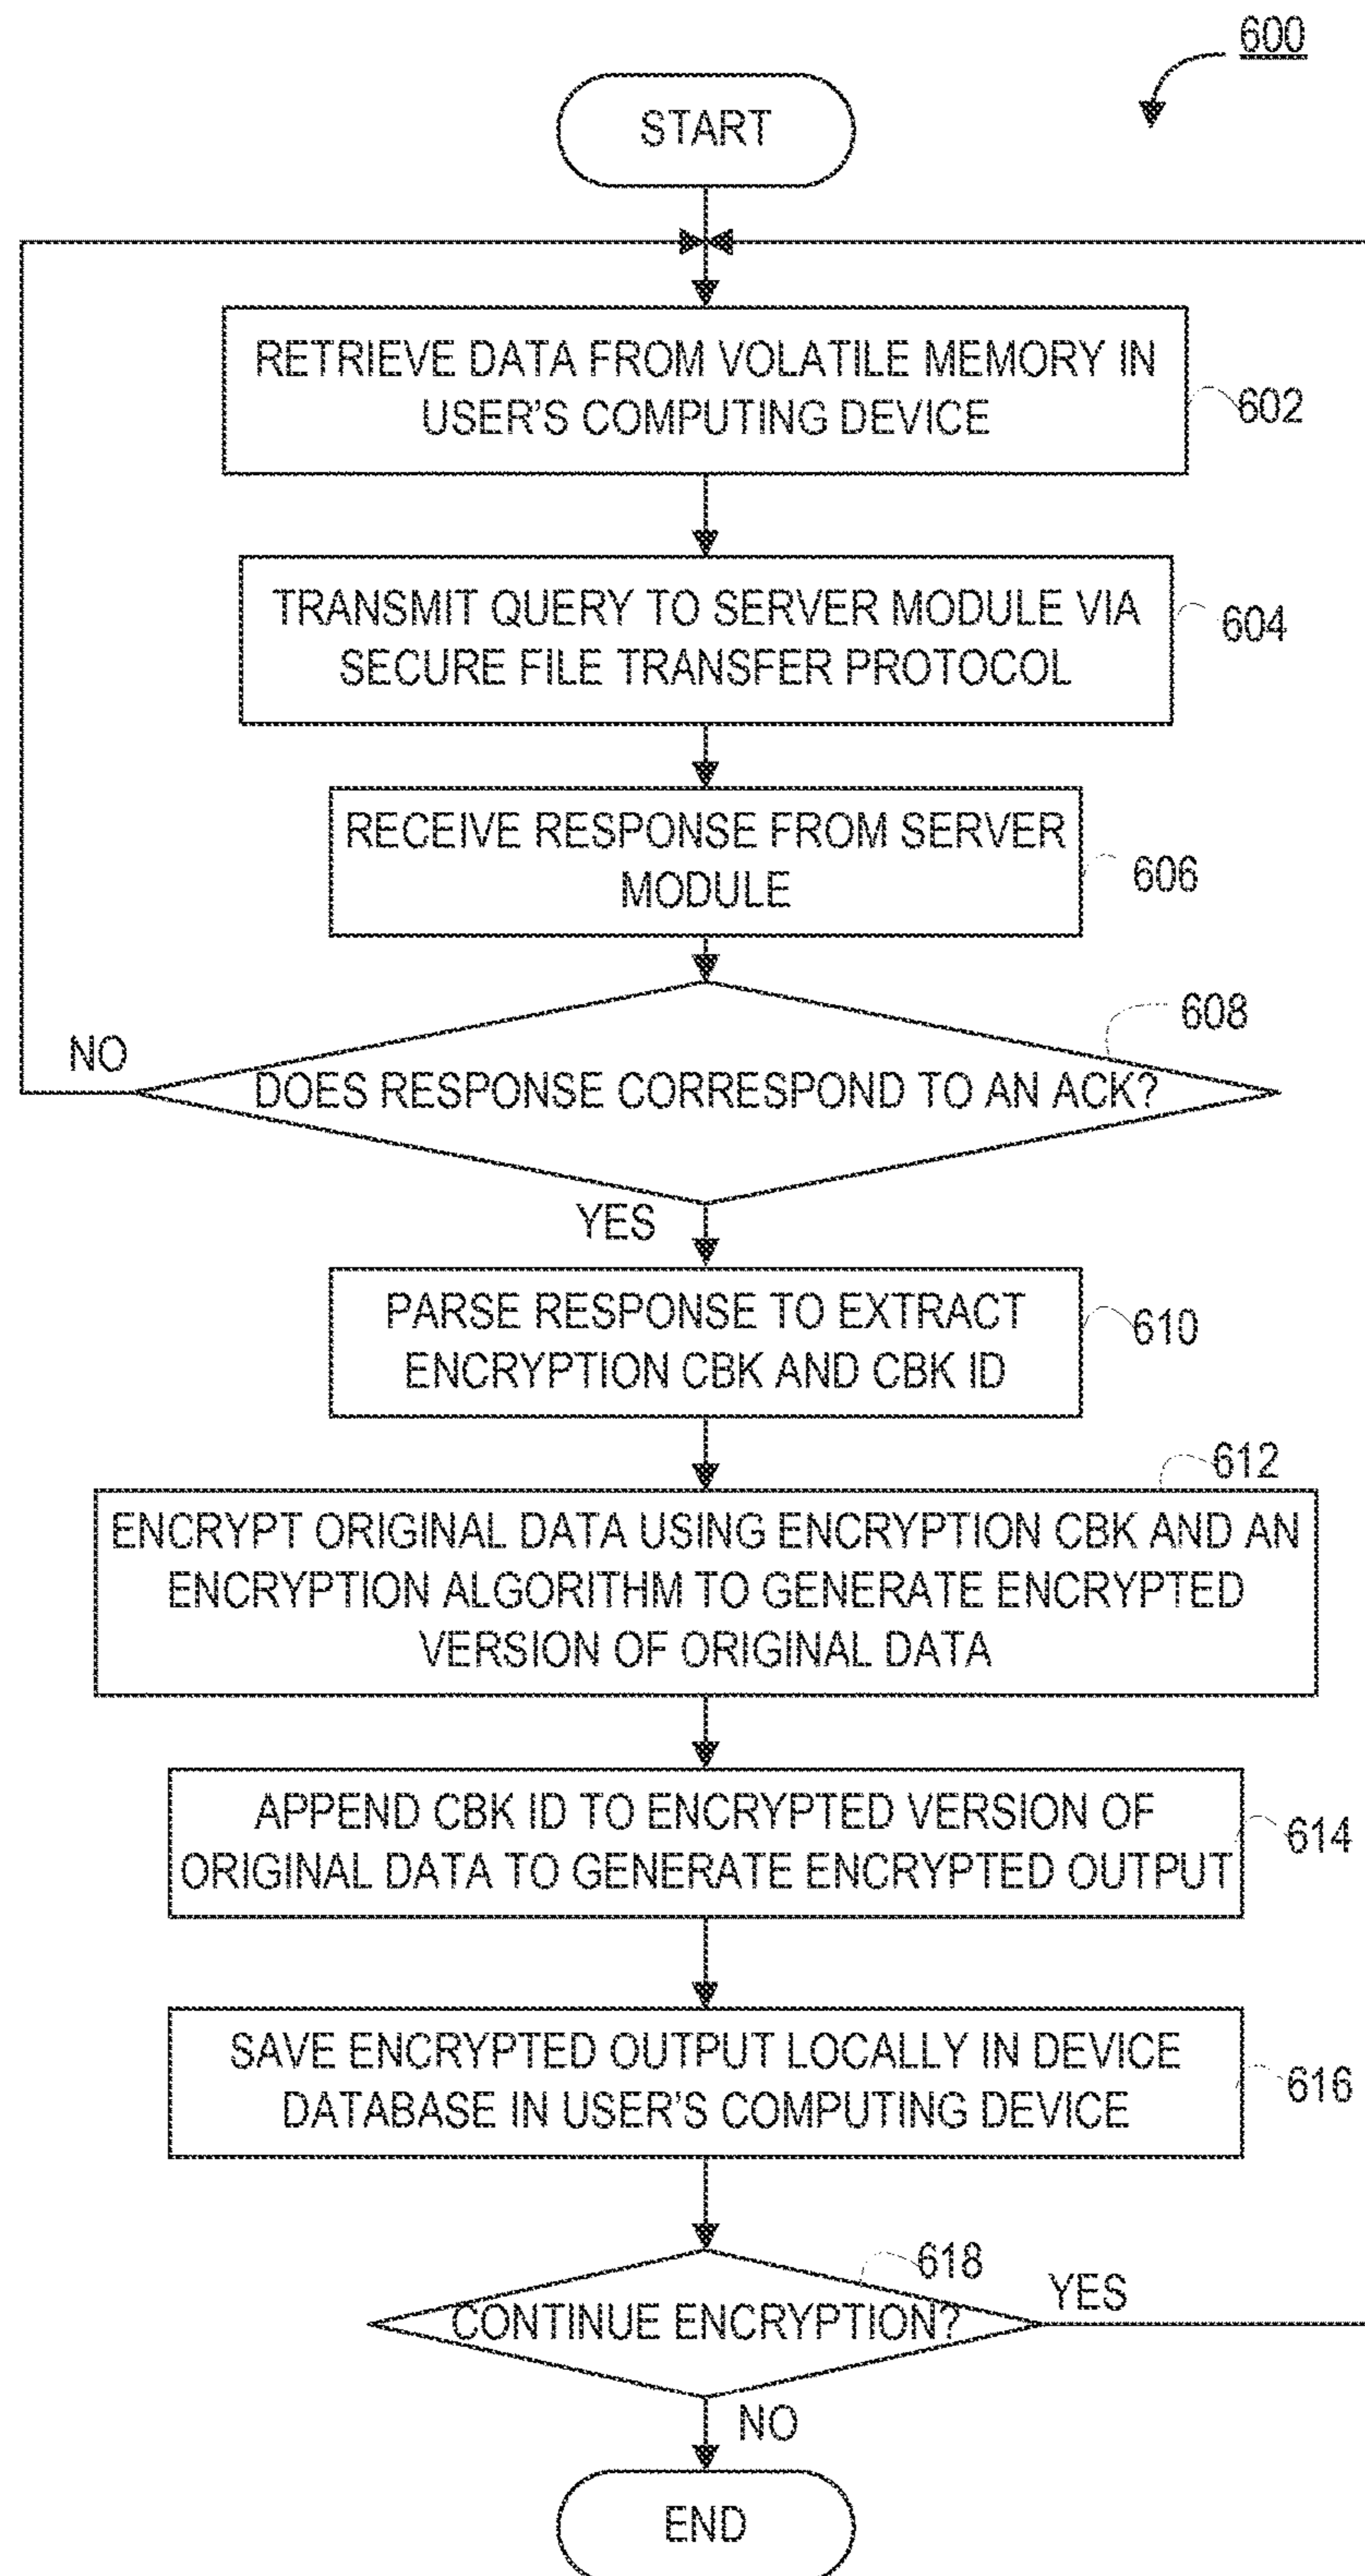 600
START
RETRIEVE DATA FROM VOLATILE MEMORY IN
USER'S COMPUTING DEVICE
602
TRANSMIT QUERY TO SERVER MODULE VIA
SECURE FILE TRANSFER PROTOCOL
604
RECEIVE RESPONSE FROM SERVER
MODULE
606
608
NO
DOES RESPONSE CORRESPOND TO AN ACK?
YES
PARSE RESPONSE TO EXTRACT
ENCRYPTION CBK AND CBK ID
610
612
ENCRYPT ORIGINAL DATA USING ENCRYPTION CBK AND AN
ENCRYPTION ALGORITHM TO GENERATE ENCRYPTED
VERSION OF ORIGINAL DATA
APPEND CBK ID TO ENCRYPTED VERSION OF
ORIGINAL DATA TO GENERATE ENCRYPTED OUTPUT
614
SAVE ENCRYPTED OUTPUT LOCALLY IN DEVICE
DATABASE IN USER'S COMPUTING DEVICE
616
618
YES
CONTINUE ENCRYPTION?
NO
END